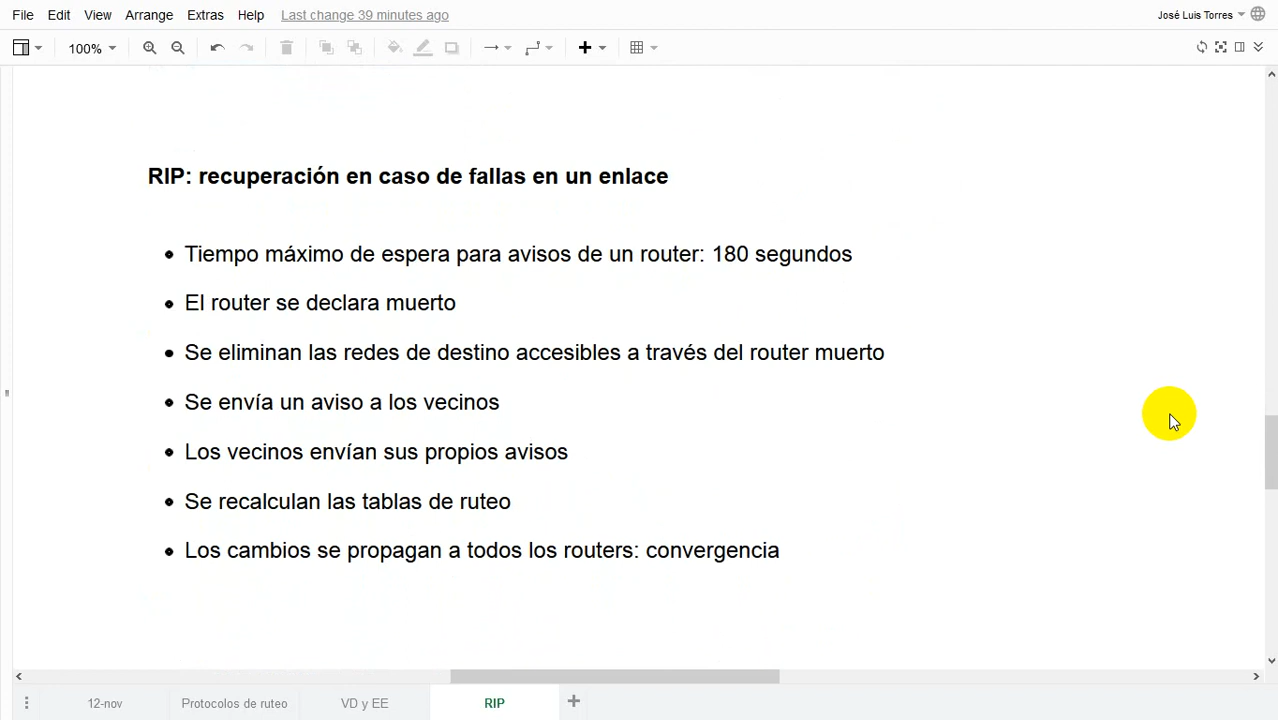 File Edit View Arrange Extras Help Last change 39 minutes ago
José Luis Torres
100%
RIP: recuperación en caso de fallas en un enlace
Tiempo máximo de espera para avisos de un router: 180 segundos
El router se declara muerto
Se eliminan las redes de destino accesibles a través del router muerto
Se envía un aviso a los vecinos
Los vecinos envían sus propios avisos
Se recalculan las tablas de ruteo
Los cambios se propagan a todos los routers: convergencia
12-nov Protocolos de ruteo VD y EE RIP